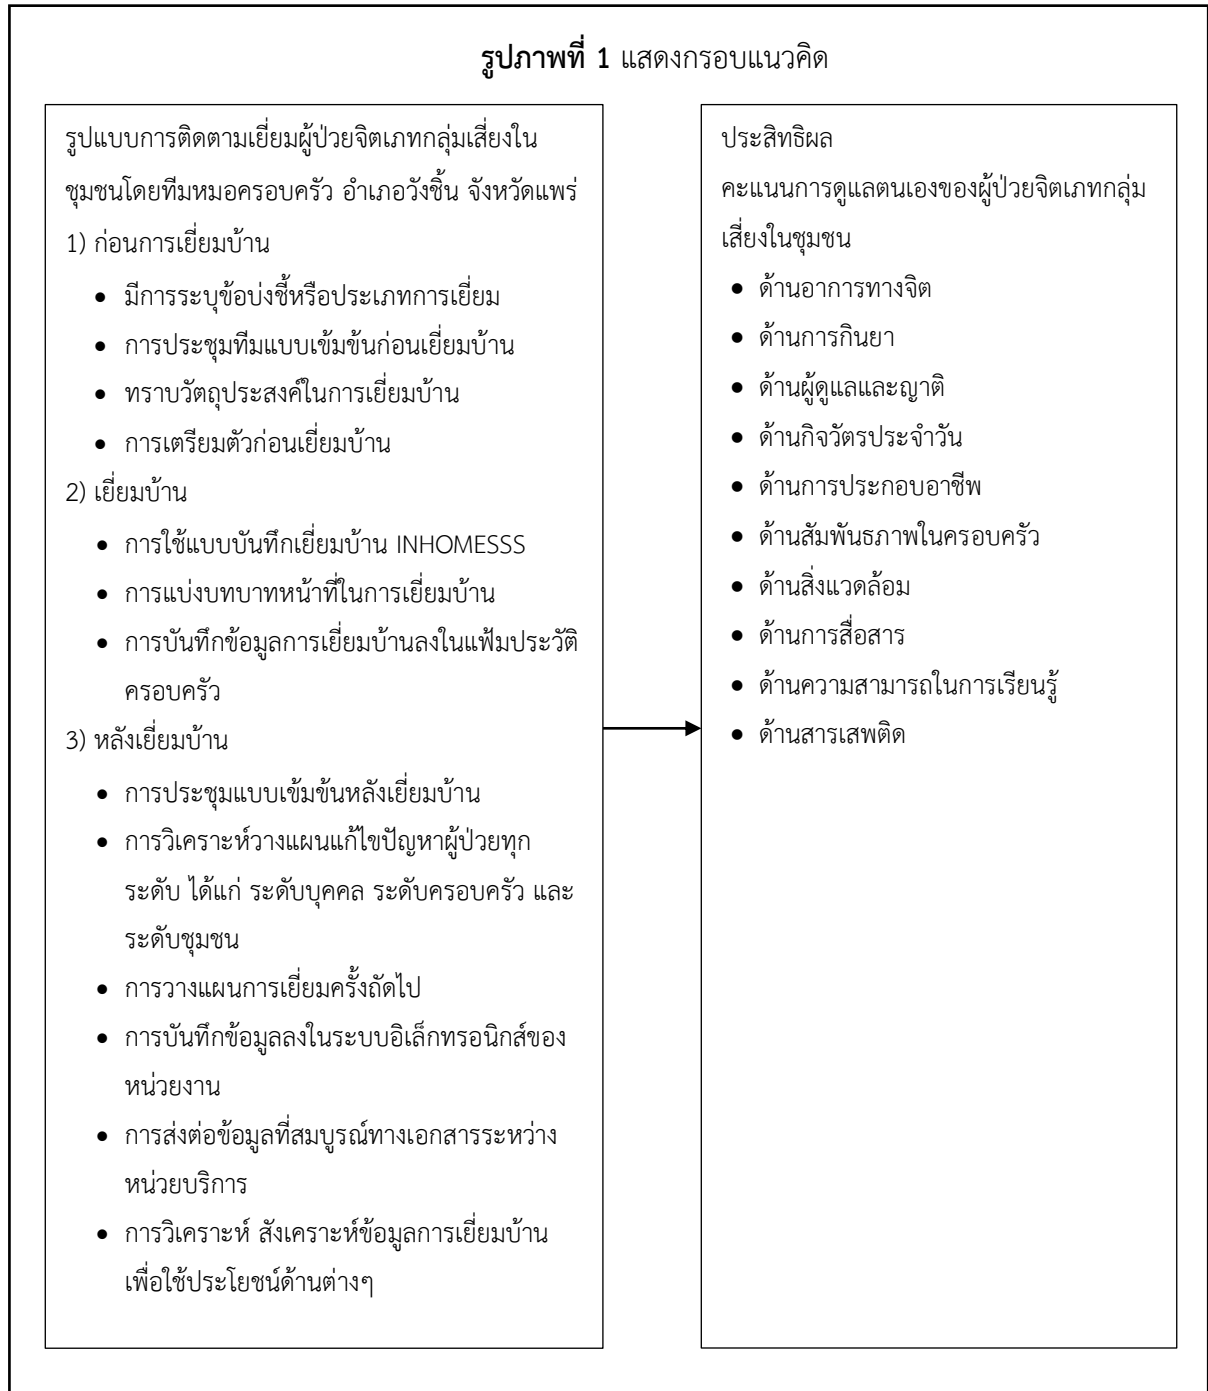 รูปภาพที่ 1 แสดงกรอบแนวคิด
รูปแบบการติดตามเยี่ยมผู้ป่วยจิตเภทกลุ่มเสี่ยงใน
ชุมชนโดยทีมหมอครอบครัว อำเภอวังชิ้น จังหวัดแพร่
1) ก่อนการเยี่ยมบ้าน
• มีการระบุข้อบ่งชี้หรือประเภทการเยี่ยม
• การประชุมทีมแบบเข้มข้นก่อนเยี่ยมบ้าน
• ทราบวัตถุประสงค์ในการเยี่ยมบ้าน
• การเตรียมตัวก่อนเยี่ยมบ้าน
2) เยี่ยมบ้าน
• การใช้แบบบันทึกเยี่ยมบ้าน INHOMESSS
• การแบ่งบทบาทหน้าที่ในการเยี่ยมบ้าน
• การบันทึกข้อมูลการเยี่ยมบ้านลงในแฟ้มประวัติ
ครอบครัว
3) หลังเยี่ยมบ้าน
• การประชุมแบบเข้มข้นหลังเยี่ยมบ้าน
• การวิเคราะห์วางแผนแก้ไขปัญหาผู้ป่วยทุก
ระดับ ได้แก่ ระดับบุคคล ระดับครอบครัว และ
ระดับชุมชน
• การวางแผนการเยี่ยมครั้งถัดไป
• การบันทึกข้อมูลลงในระบบอิเล็กทรอนิกส์ของ
หน่วยงาน
• การส่งต่อข้อมูลที่สมบูรณ์ทางเอกสารระหว่าง
หน่วยบริการ
• การวิเคราะห์ สังเคราะห์ข้อมูลการเยี่ยมบ้าน
เพื่อใช้ประโยชน์ด้านต่างๆ
ประสิทธิผล
คะแนนการดูแลตนเองของผู้ป่วยจิตเภทกลุ่ม
เสี่ยงในชุมชน
• ด้านอาการทางจิต
• ด้านการกินยา
• ด้านผู้ดูแลและญาติ
• ด้านกิจวัตรประจำวัน
• ด้านการประกอบอาชีพ
• ด้านสัมพันธภาพในครอบครัว
• ด้านสิ่งแวดล้อม
• ด้านการสื่อสาร
• ด้านความสามารถในการเรียนรู้
• ด้านสารเสพติด